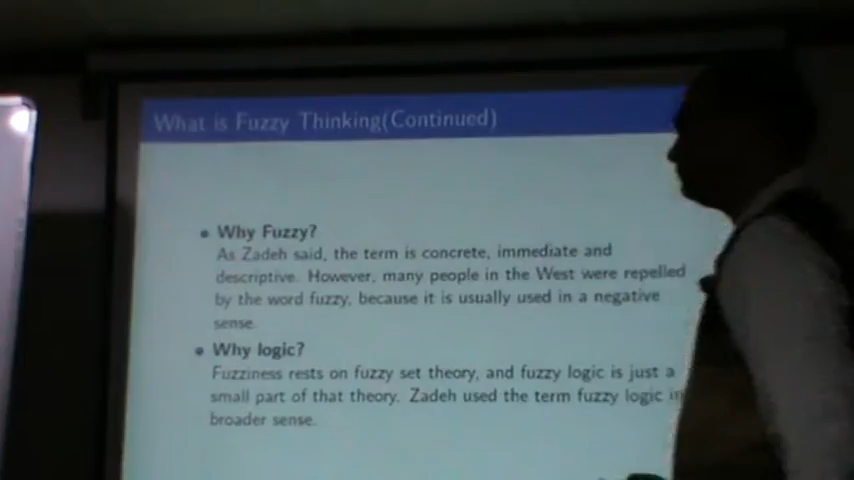 What is Fuzzy Thinking(Continued)
Why Fuzzy?
As Zadeh said, the term is concrete, immediate and
descriptive. However, many people in the West were repelled
by the word fuzzy, because it is usually used in a negative
sense.
Why logic?
Fuzziness rests on fuzzy set theory, and fuzzy logic is just a
small part of that theory. Zadeh used the term fuzzy logic in
broader sense.